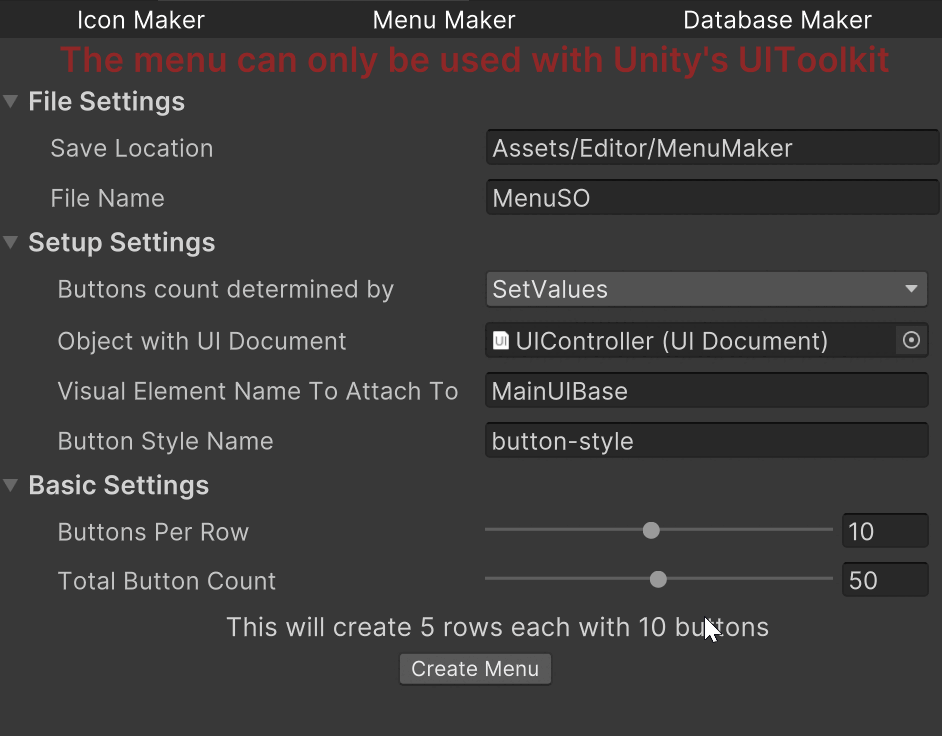 Icon Maker Menu Maker Database Maker
The menu can only be used with Unity's UIToolkit
File Settings
Save Location Assets/Editor/MenuMaker
File Name MenuSO
Setup Settings
Buttons count determined by SetValues
Object with UI Document UIController (UI Document)
Visual Element Name To Attach To MainUIBase
Button Style Name button-style
Basic Settings
Buttons Per Row 10
Total Button Count 50
This will create 5 rows each with 10 buttons
Create Menu